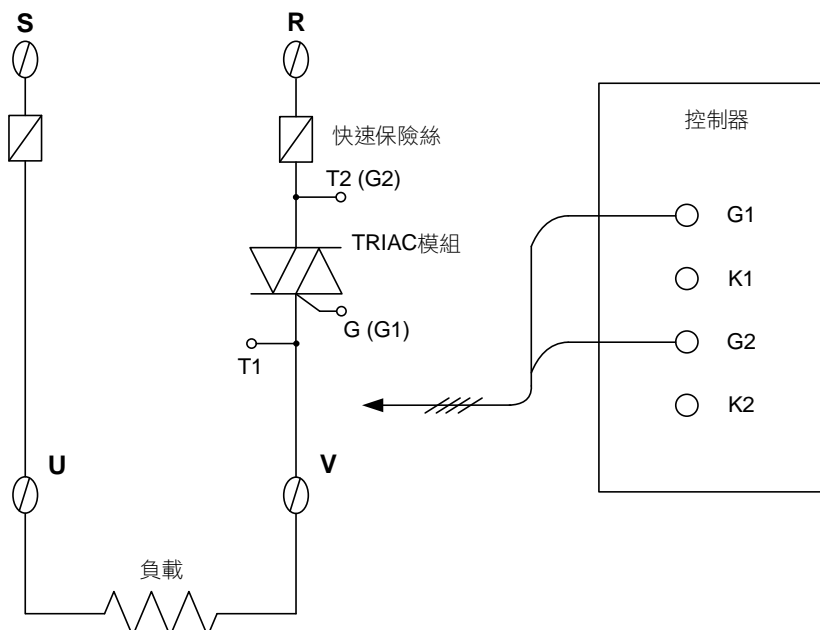 S
R
控制器
快速保險絲
T2 (G2)
G1
TRIAC模組
K1
G (G1)
G2
T1
K2
U
V
負載